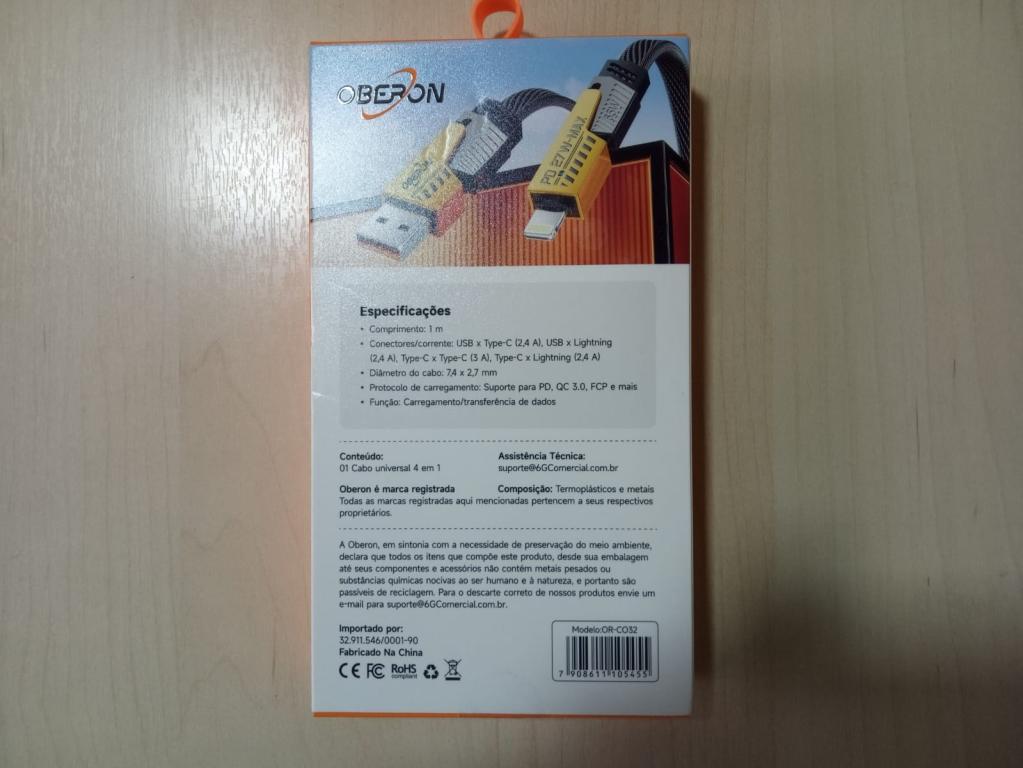 OBERON
OBERON
PD 27W-MAX
Especificações
• Comprimento: 1 m
• Conectores/corrente: USB x Type-C (2,4 A), USB x Lightning
(2,4 A), Type-C x Type-C (3 A), Type-C x Lightning (2,4 A)
• Diâmetro do cabo: 7,4 x 2,7 mm
• Protocolo de carregamento: Suporte para PD, QC 3.0, FCP e mais
• Função: Carregamento/transferência de dados
Conteúdo:
01 Cabo universal 4 em 1
Assistência Técnica:
suporte@6GComercial.com.br
Oberon é marca registrada
Composição: Termoplásticos e metais
Todas as marcas registradas aqui mencionadas pertencem a seus respectivos
proprietários.
A Oberon, em sintonia com a necessidade de preservação do meio ambiente,
declara que todos os itens que compõe este produto, desde sua embalagem
até seus componentes e acessórios não contém metais pesados ou
substâncias químicas nocivas ao ser humano e à natureza, e portanto são
passíveis de reciclagem. Para o descarte correto de nossos produtos envie um
e-mail para suporte@6GComercial.com.br.
Importado por:
32.911.546/0001-90
Fabricado Na China
CE FC RoHS
compliant
Modelo:OR-CO32
7 908611 105455